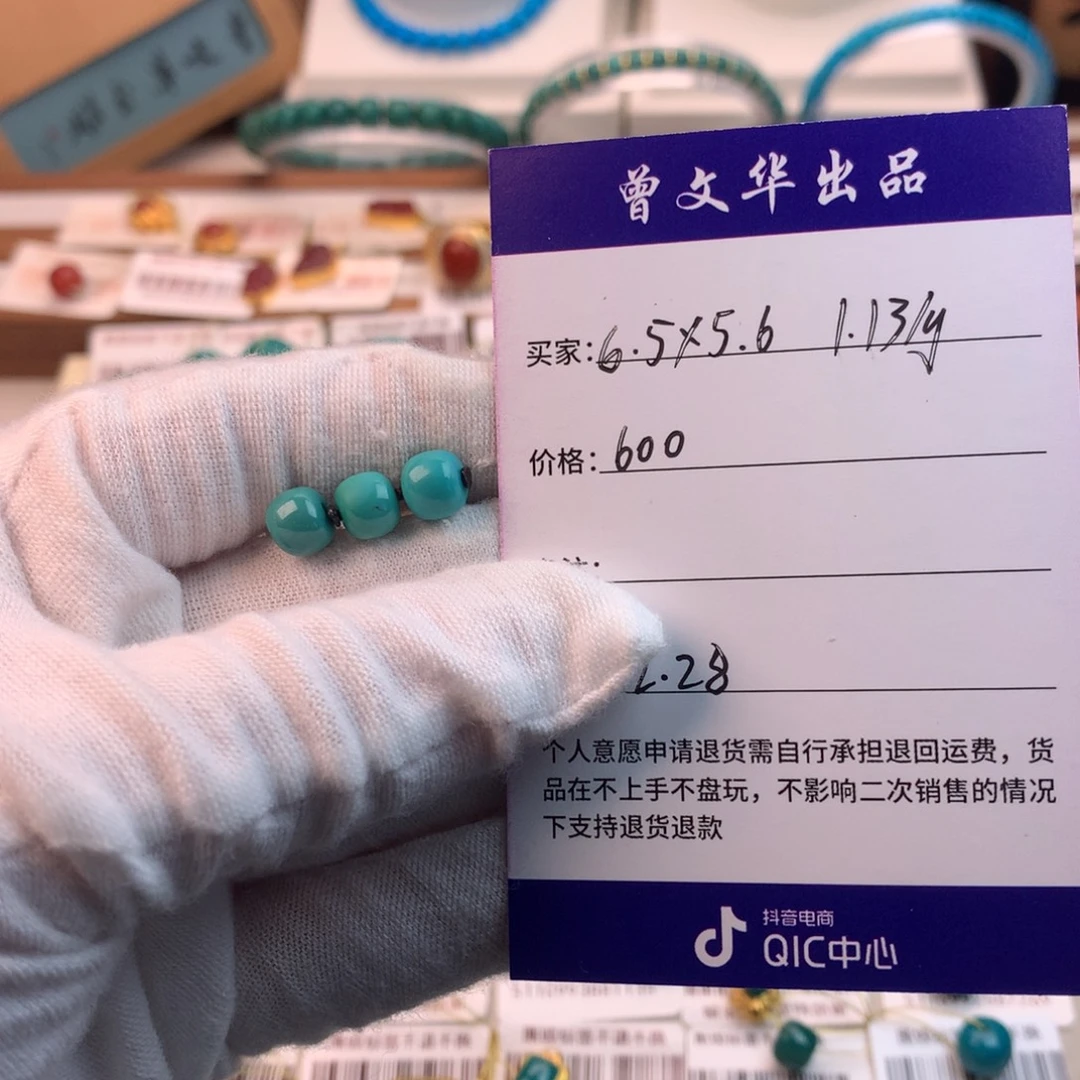 曾文华出品
买家: 6.5×5.6 1.13/g
价格: 600
2.28
个人意愿申请退货需自行承担退回运费，货
品在不上手不盘玩，不影响二次销售的情况
下支持退货退款
抖音电商
QIC中心